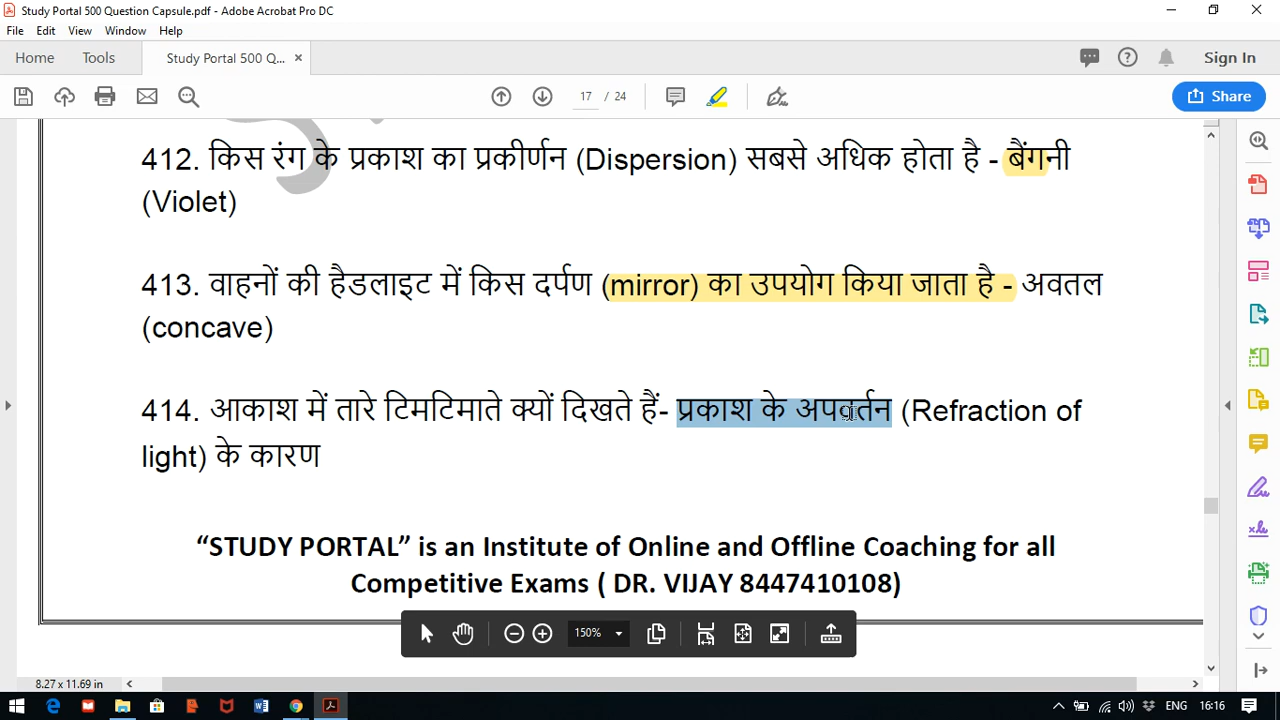 Study Portal 500 Question Capsule.pdf - Adobe Acrobat Pro DC
File Edit View Window Help
Home Tools Study Portal 500 Q... × Sign In
17 / 24 Share
412. किस रंग के प्रकाश का प्रकीर्णन (Dispersion) सबसे अधिक होता है - बैंगनी
(Violet)
413. वाहनों की हैडलाइट में किस दर्पण (mirror) का उपयोग किया जाता है - अवतल
(concave)
414. आकाश में तारे टिमटिमाते क्यों दिखते हैं- प्रकाश के अपवर्तन (Refraction of
light) के कारण
“STUDY PORTAL” is an Institute of Online and Offline Coaching for all
Competitive Exams ( DR. VIJAY 8447410108)
150%
8.27 x 11.69 in
ENG 16:16